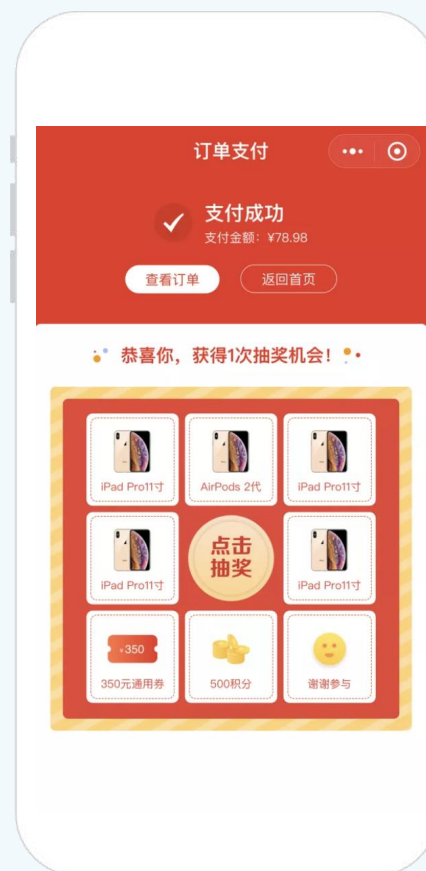 订单支付
支付成功
支付金额：¥78.98
查看订单
返回首页
恭喜你，获得1次抽奖机会！
iPad Pro11寸
AirPods 2代
iPad Pro11寸
iPad Pro11寸
点击
抽奖
iPad Pro11寸
¥350
350元通用券
500积分
谢谢参与